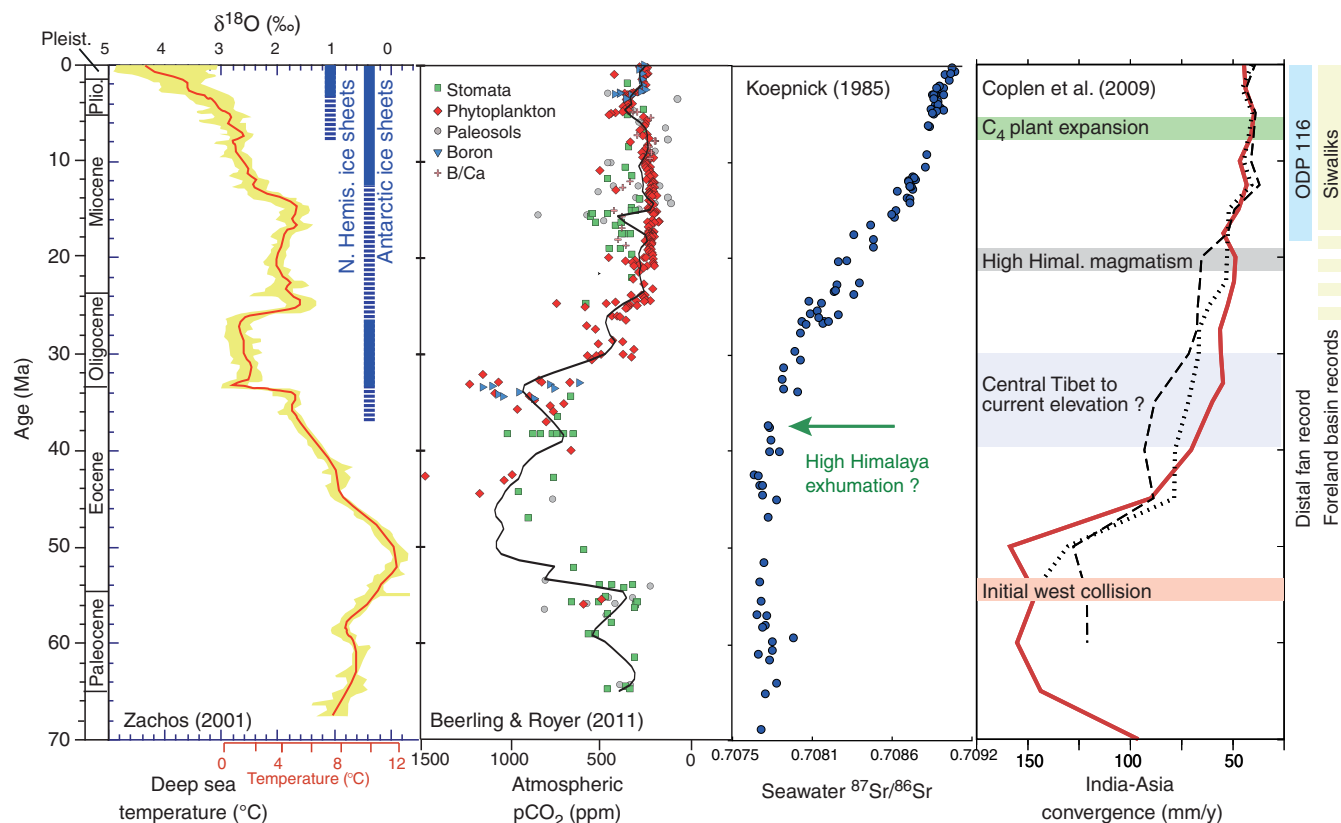 δ18O (‰)
Pleist.
5 4 3 2 1 0
0
10
20
30
40
50
60
70
Age (Ma)
Plio.
Miocene
Oligocene
Eocene
Paleocene
N. Hemis. ice sheets
Antarctic ice sheets
Zachos (2001)
0 4 8 12
Temperature (°C)
Deep sea
temperature (°C)
Stomata
Phytoplankton
Paleosols
Boron
B/Ca
Beerling & Royer (2011)
1500 1000 500 0
Atmospheric
pCO2 (ppm)
Koepnick (1985)
High Himalaya
exhumation ?
0.7075 0.7081 0.7086 0.7092
Seawater 87Sr/86Sr
Coplen et al. (2009)
C4 plant expansion
High Himal. magmatism
Central Tibet to
current elevation ?
Initial west collision
150 100 50
India-Asia
convergence (mm/y)
ODP 116
Distal fan record
Siwaliks
Foreland basin records